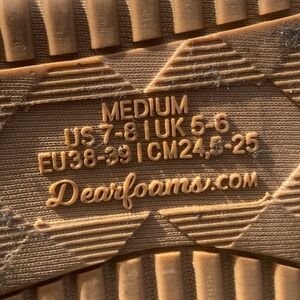 MEDIUM
US 7-8 | UK 5-6
EU 38-39 | CM 24,5-25
Dearfoams.com